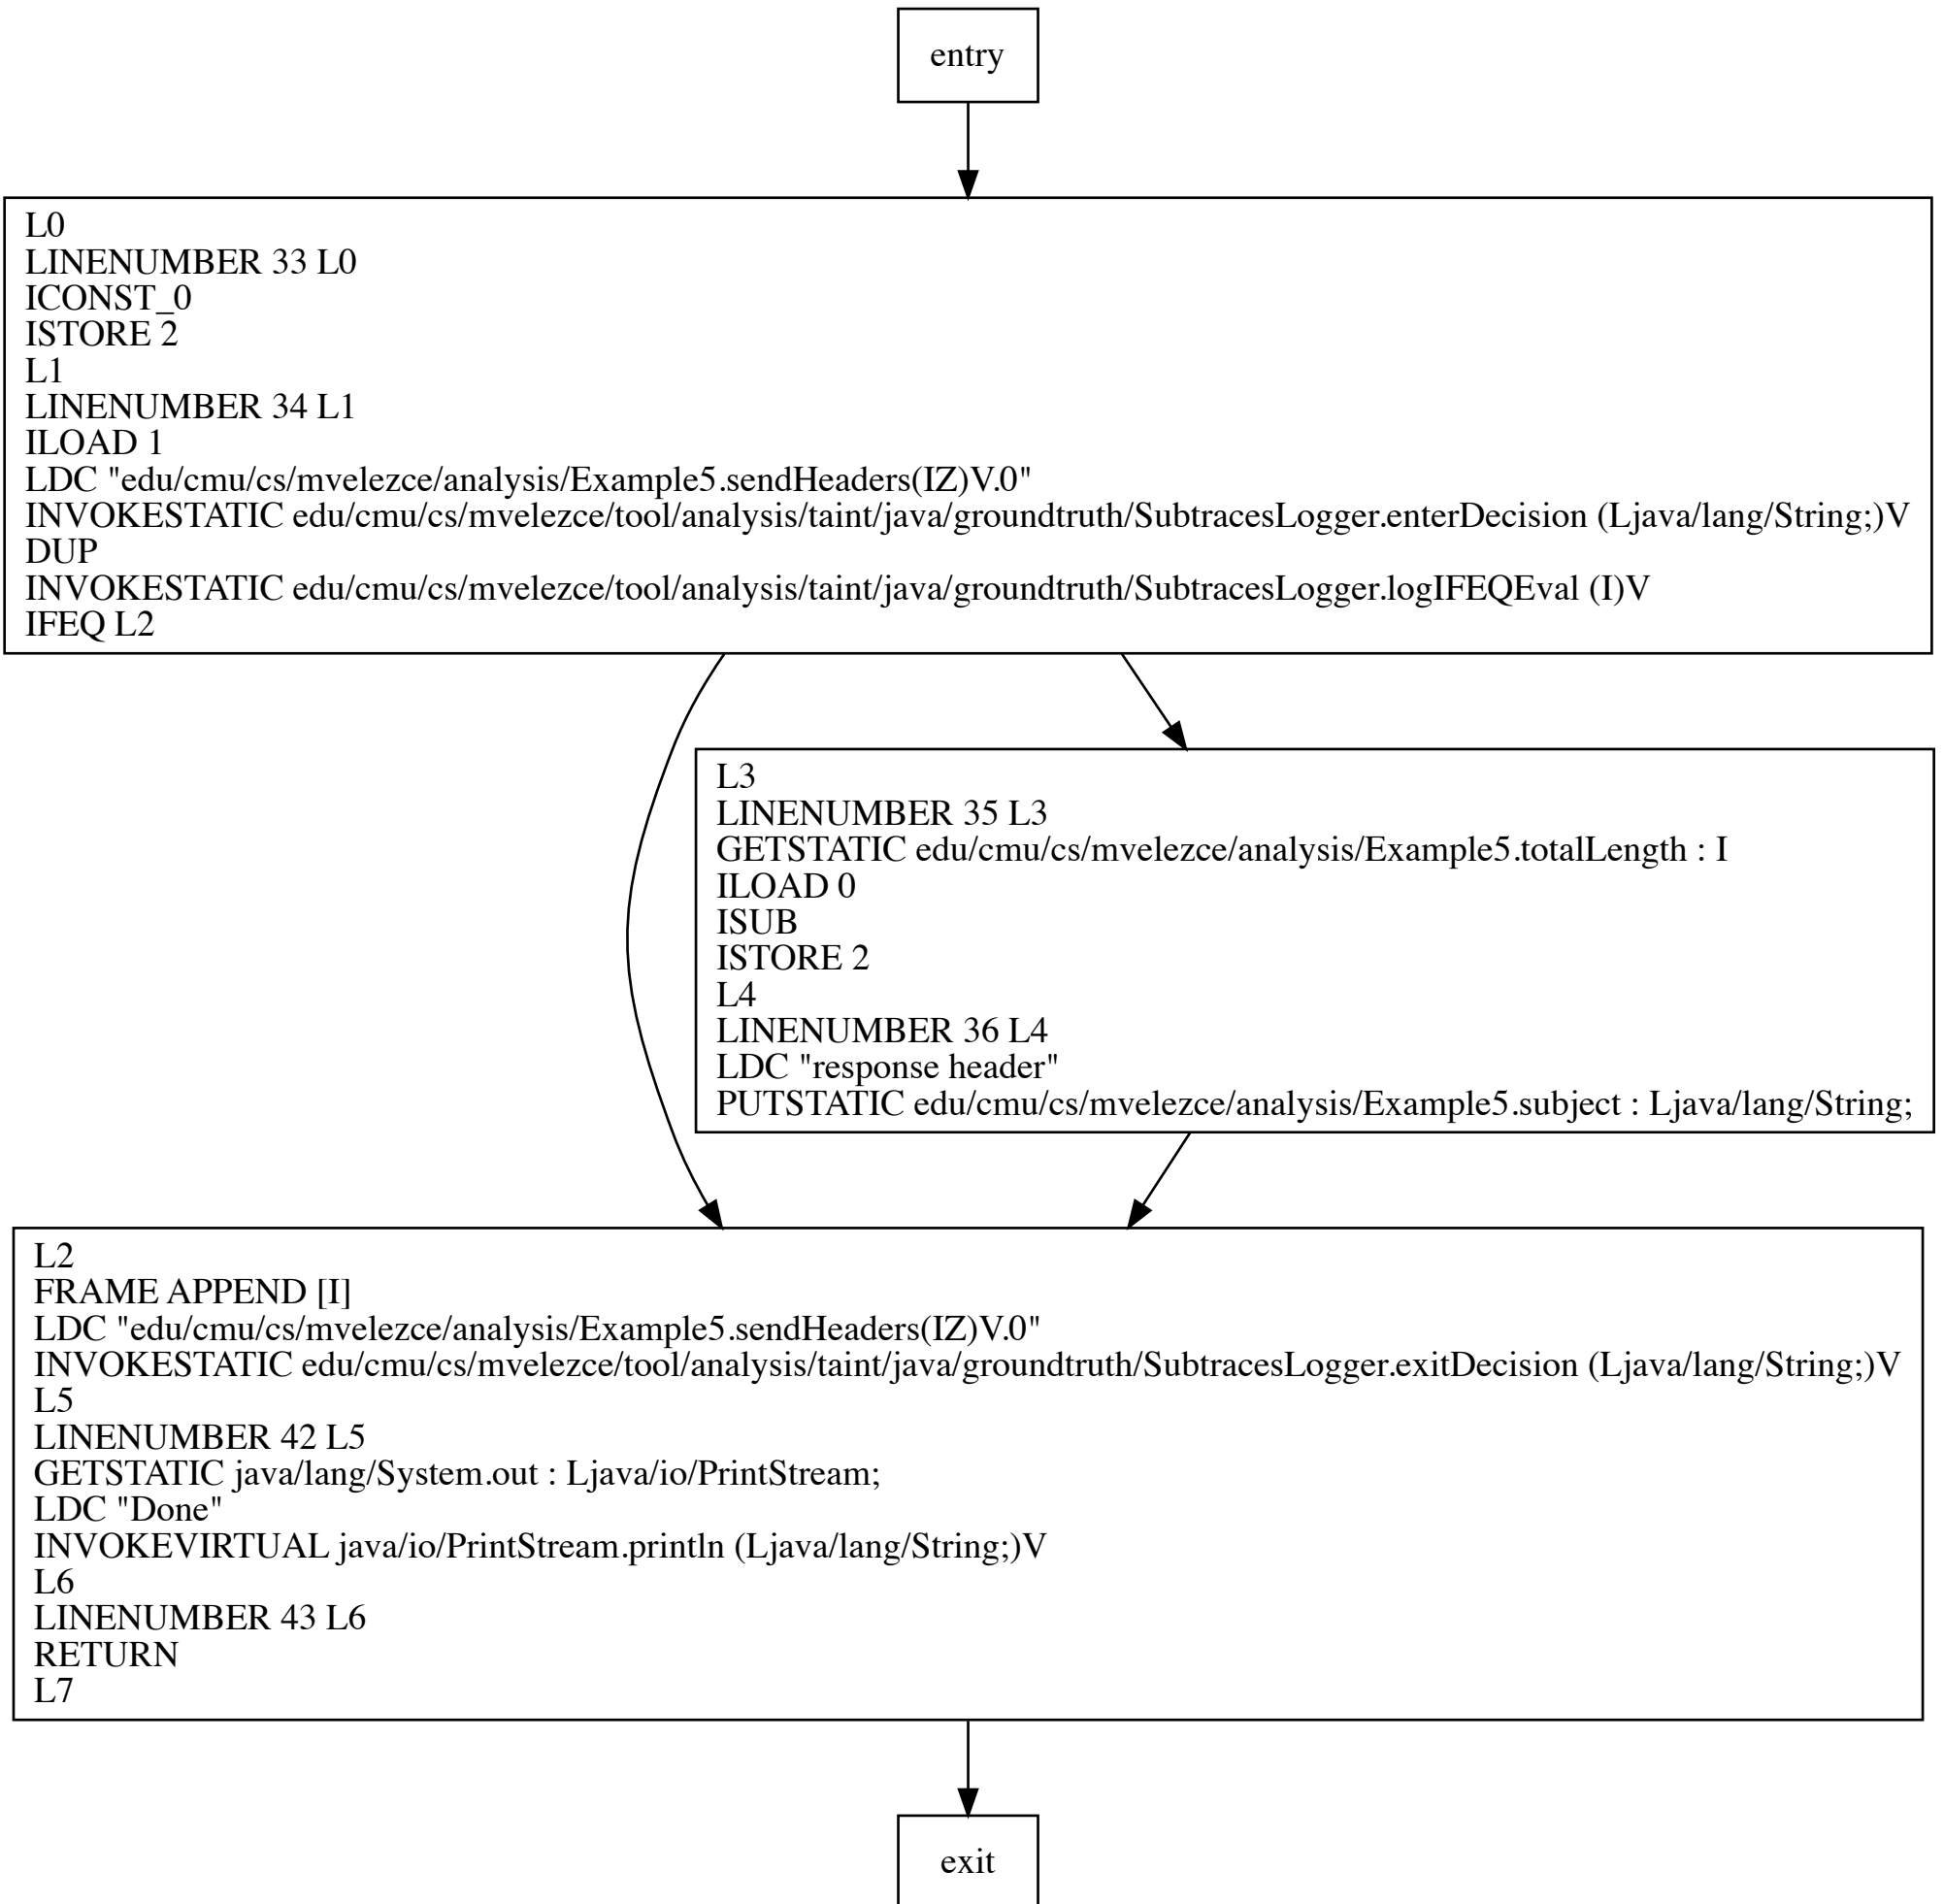 entry
L0
LINENUMBER 33 L0
ICONST_0
ISTORE 2
L1
LINENUMBER 34 L1
ILOAD 1
LDC "edu/cmu/cs/mvelezce/analysis/Example5.sendHeaders(IZ)V.0"
INVOKESTATIC edu/cmu/cs/mvelezce/tool/analysis/taint/java/groundtruth/SubtracesLogger.enterDecision (Ljava/lang/String;)V
DUP
INVOKESTATIC edu/cmu/cs/mvelezce/tool/analysis/taint/java/groundtruth/SubtracesLogger.logIFEQEval (I)V
IFEQ L2
L3
LINENUMBER 35 L3
GETSTATIC edu/cmu/cs/mvelezce/analysis/Example5.totalLength : I
ILOAD 0
ISUB
ISTORE 2
L4
LINENUMBER 36 L4
LDC "response header"
PUTSTATIC edu/cmu/cs/mvelezce/analysis/Example5.subject : Ljava/lang/String;
L2
FRAME APPEND [I]
LDC "edu/cmu/cs/mvelezce/analysis/Example5.sendHeaders(IZ)V.0"
INVOKESTATIC edu/cmu/cs/mvelezce/tool/analysis/taint/java/groundtruth/SubtracesLogger.exitDecision (Ljava/lang/String;)V
L5
LINENUMBER 42 L5
GETSTATIC java/lang/System.out : Ljava/io/PrintStream;
LDC "Done"
INVOKEVIRTUAL java/io/PrintStream.println (Ljava/lang/String;)V
L6
LINENUMBER 43 L6
RETURN
L7
exit